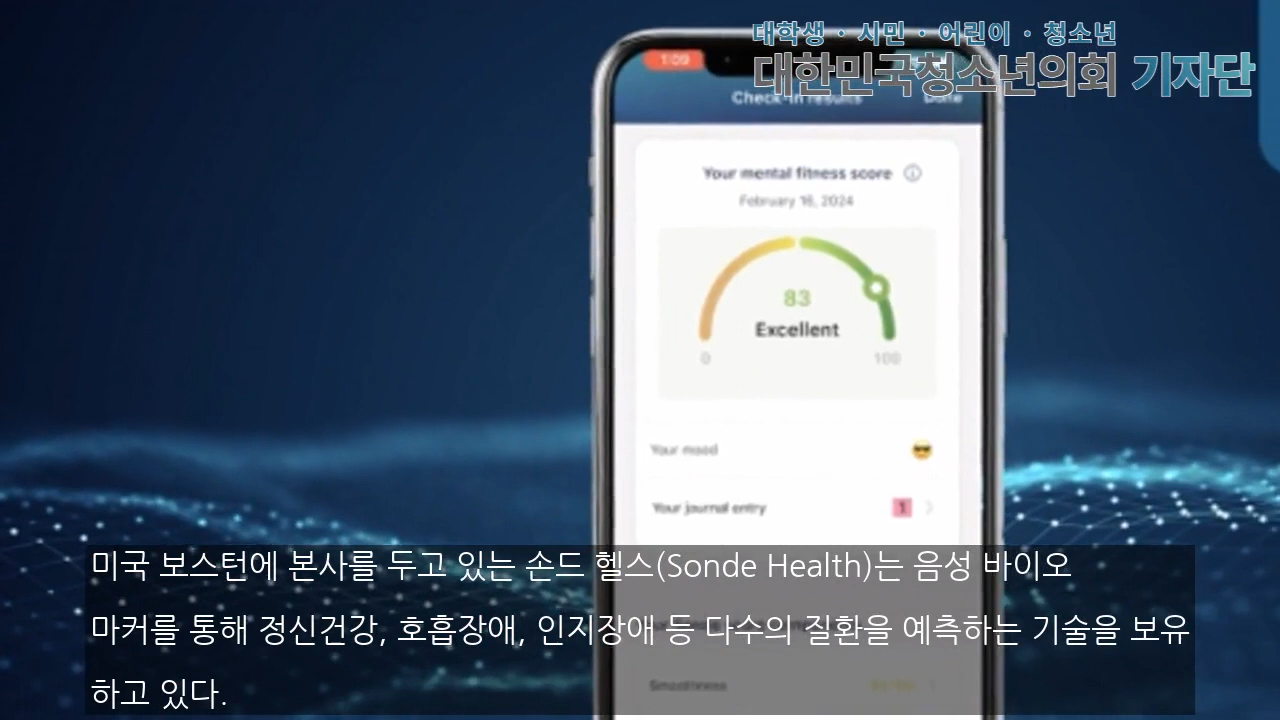 대학생 · 시민 · 어린이 · 청소년
대한민국청소년의회 기자단
1:09
Check-in results Done
Your mental fitness score
February 16, 2024
83
Excellent
0 100
Your mood
Your journal entry 1
미국 보스턴에 본사를 두고 있는 손드 헬스(Sonde Health)는 음성 바이오
마커를 통해 정신건강, 호흡장애, 인지장애 등 다수의 질환을 예측하는 기술을 보유
하고 있다.
Smoothness